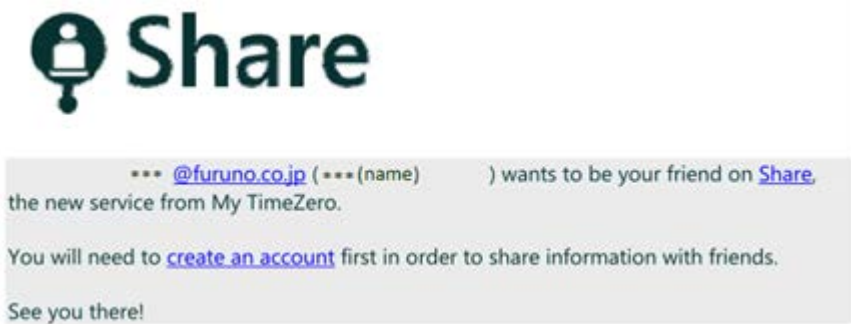 Share
*** @furuno.co.jp (***(name) ) wants to be your friend on Share,
the new service from My TimeZero.
You will need to create an account first in order to share information with friends.
See you there!